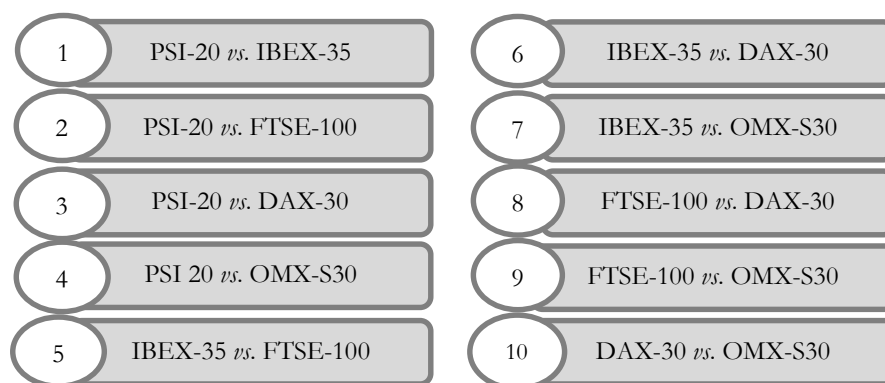 1 PSI-20 vs. IBEX-35
2 PSI-20 vs. FTSE-100
3 PSI-20 vs. DAX-30
4 PSI 20 vs. OMX-S30
5 IBEX-35 vs. FTSE-100
6 IBEX-35 vs. DAX-30
7 IBEX-35 vs. OMX-S30
8 FTSE-100 vs. DAX-30
9 FTSE-100 vs. OMX-S30
10 DAX-30 vs. OMX-S30